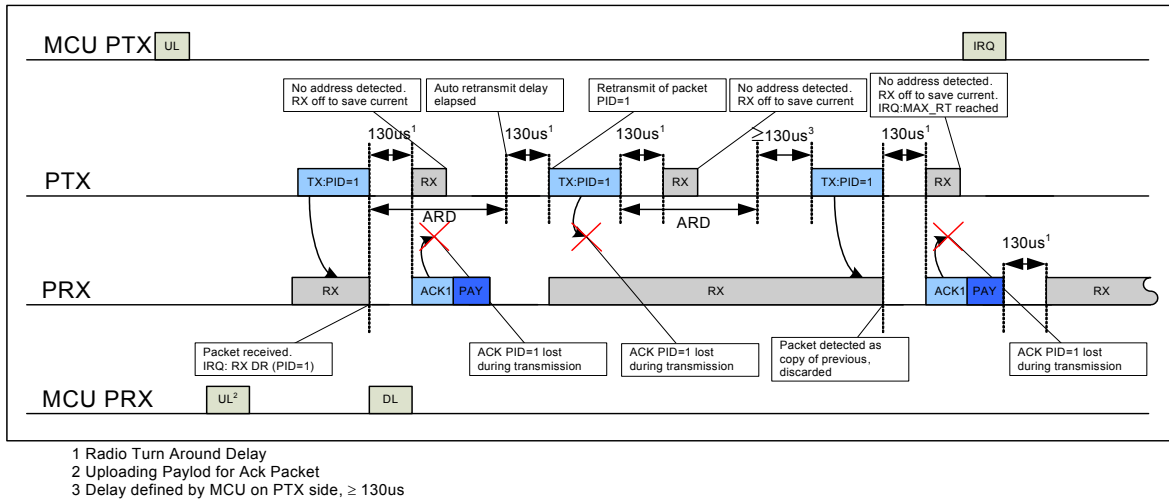 MCU PTX
UL
IRQ
No address detected.
RX off to save current
Auto retransmit delay
elapsed
Retransmit of packet
PID=1
No address detected.
RX off to save current
No address detected.
RX off to save current.
IRQ:MAX_RT reached
130us1
130us1
130us1
≥130us3
130us1
PTX
TX:PID=1
RX
TX:PID=1
RX
TX:PID=1
RX
ARD
ARD
130us1
PRX
RX
ACK1
PAY
RX
ACK1
PAY
RX
Packet received.
IRQ: RX DR (PID=1)
ACK PID=1 lost
during transmission
ACK PID=1 lost
during transmission
Packet detected as
copy of previous,
discarded
ACK PID=1 lost
during transmission
MCU PRX
UL2
DL
1 Radio Turn Around Delay
2 Uploading Paylod for Ack Packet
3 Delay defined by MCU on PTX side, ≥ 130us